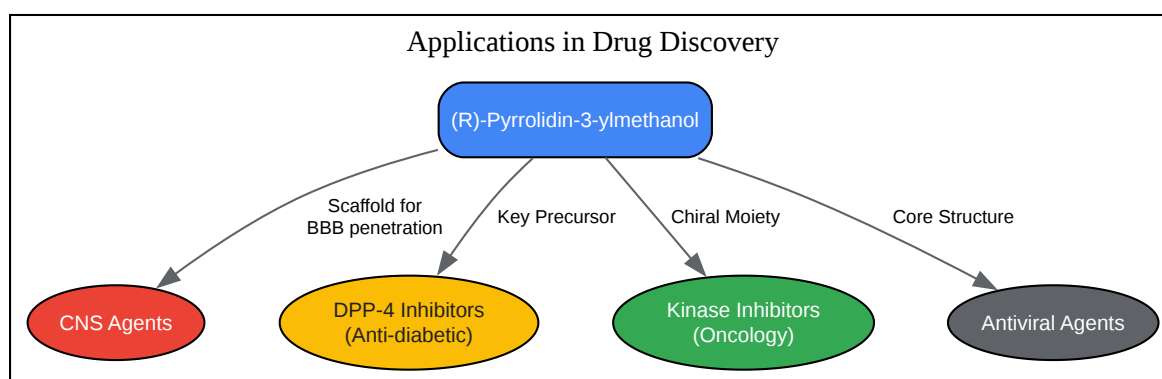 Applications in Drug Discovery
(R)-Pyrrolidin-3-ylmethanol
Scaffold for
BBB penetration
Key Precursor
Chiral Moiety
Core Structure
CNS Agents
DPP-4 Inhibitors
(Anti-diabetic)
Kinase Inhibitors
(Oncology)
Antiviral Agents